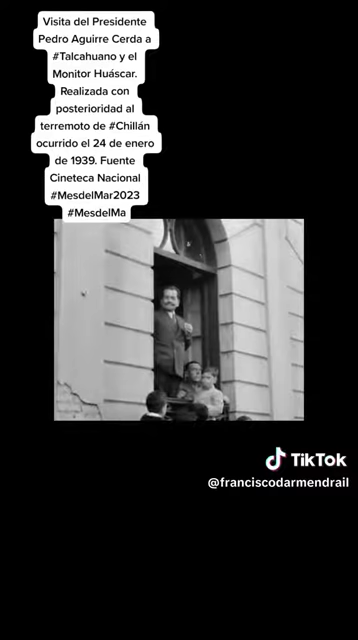 Visita del Presidente
Pedro Aguirre Cerda a
#Talcahuano y el
Monitor Huáscar.
Realizada con
posterioridad al
terremoto de #Chillán
ocurrido el 24 de enero
de 1939. Fuente
Cineteca Nacional
#MesdelMar2023
#MesdelMa
TikTok
@franciscodarmendrail